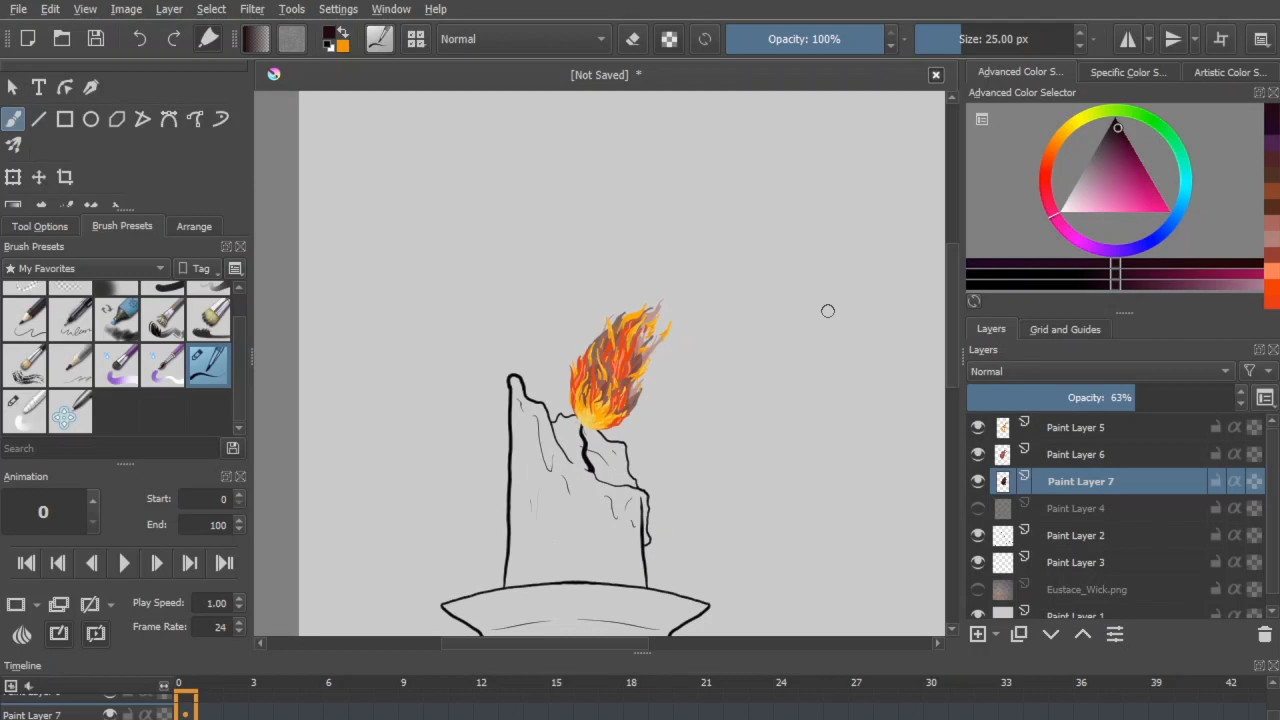 File Edit View Image Layer Select Filter Tools Settings Window Help
Normal
Opacity: 100%
Size: 25.00 px
[Not Saved] *
Advanced Color S... Specific Color S... Artistic Color S...
Advanced Color Selector
Tool Options Brush Presets Arrange
Brush Presets
★ My Favorites
Tag
Search
Animation
0
Start: 0
End: 100
Play Speed: 1.00
Frame Rate: 24
Layers Grid and Guides
Layers
Normal
Opacity: 63%
Paint Layer 5
Paint Layer 6
Paint Layer 7
Paint Layer 4
Paint Layer 2
Paint Layer 3
Eustace_Wick.png
Paint Layer 1
Timeline
0 3 6 9 12 15 18 21 24 27 30 33 36 39 42
Paint Layer 7